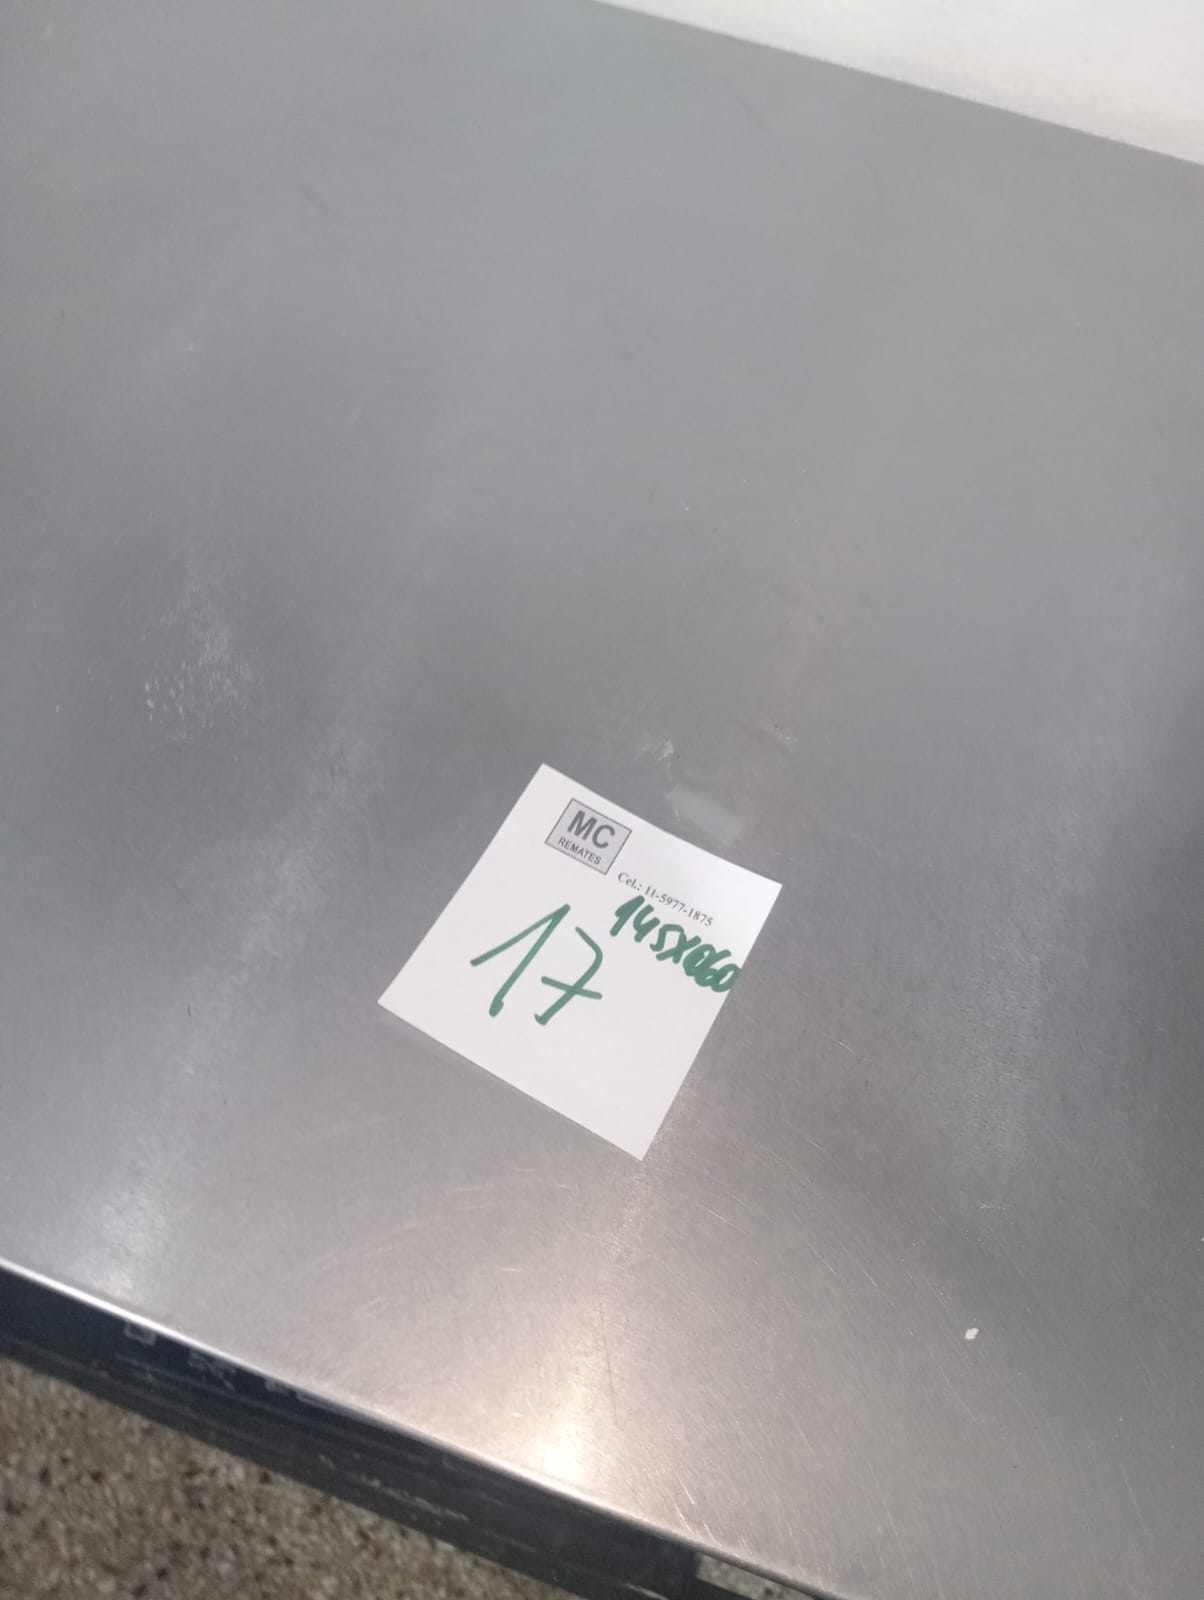 MC
REMATES
Cel.: 11-5977-1875
145X060
17